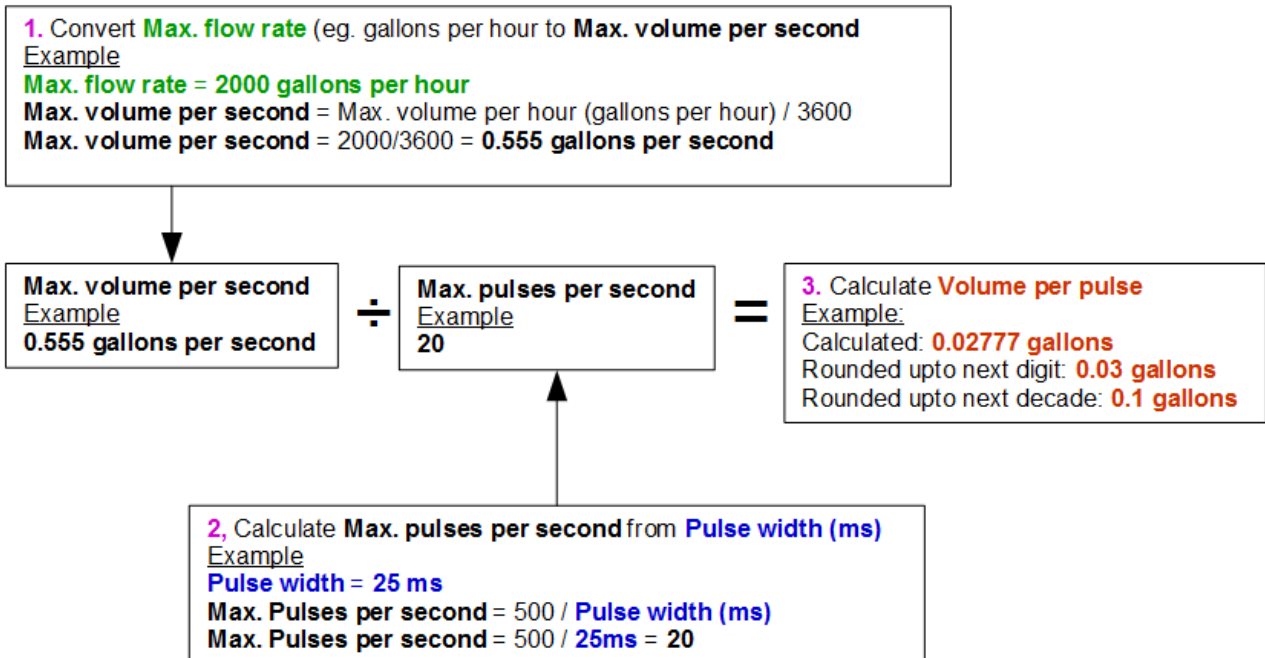 1. Convert Max. flow rate (eg. gallons per hour to Max. volume per second
Example
Max. flow rate = 2000 gallons per hour
Max. volume per second = Max. volume per hour (gallons per hour) / 3600
Max. volume per second = 2000/3600 = 0.555 gallons per second
Max. volume per second
Example
0.555 gallons per second
÷
Max. pulses per second
Example
20
=
3. Calculate Volume per pulse
Example:
Calculated: 0.02777 gallons
Rounded upto next digit: 0.03 gallons
Rounded upto next decade: 0.1 gallons
2, Calculate Max. pulses per second from Pulse width (ms)
Example
Pulse width = 25 ms
Max. Pulses per second = 500 / Pulse width (ms)
Max. Pulses per second = 500 / 25ms = 20